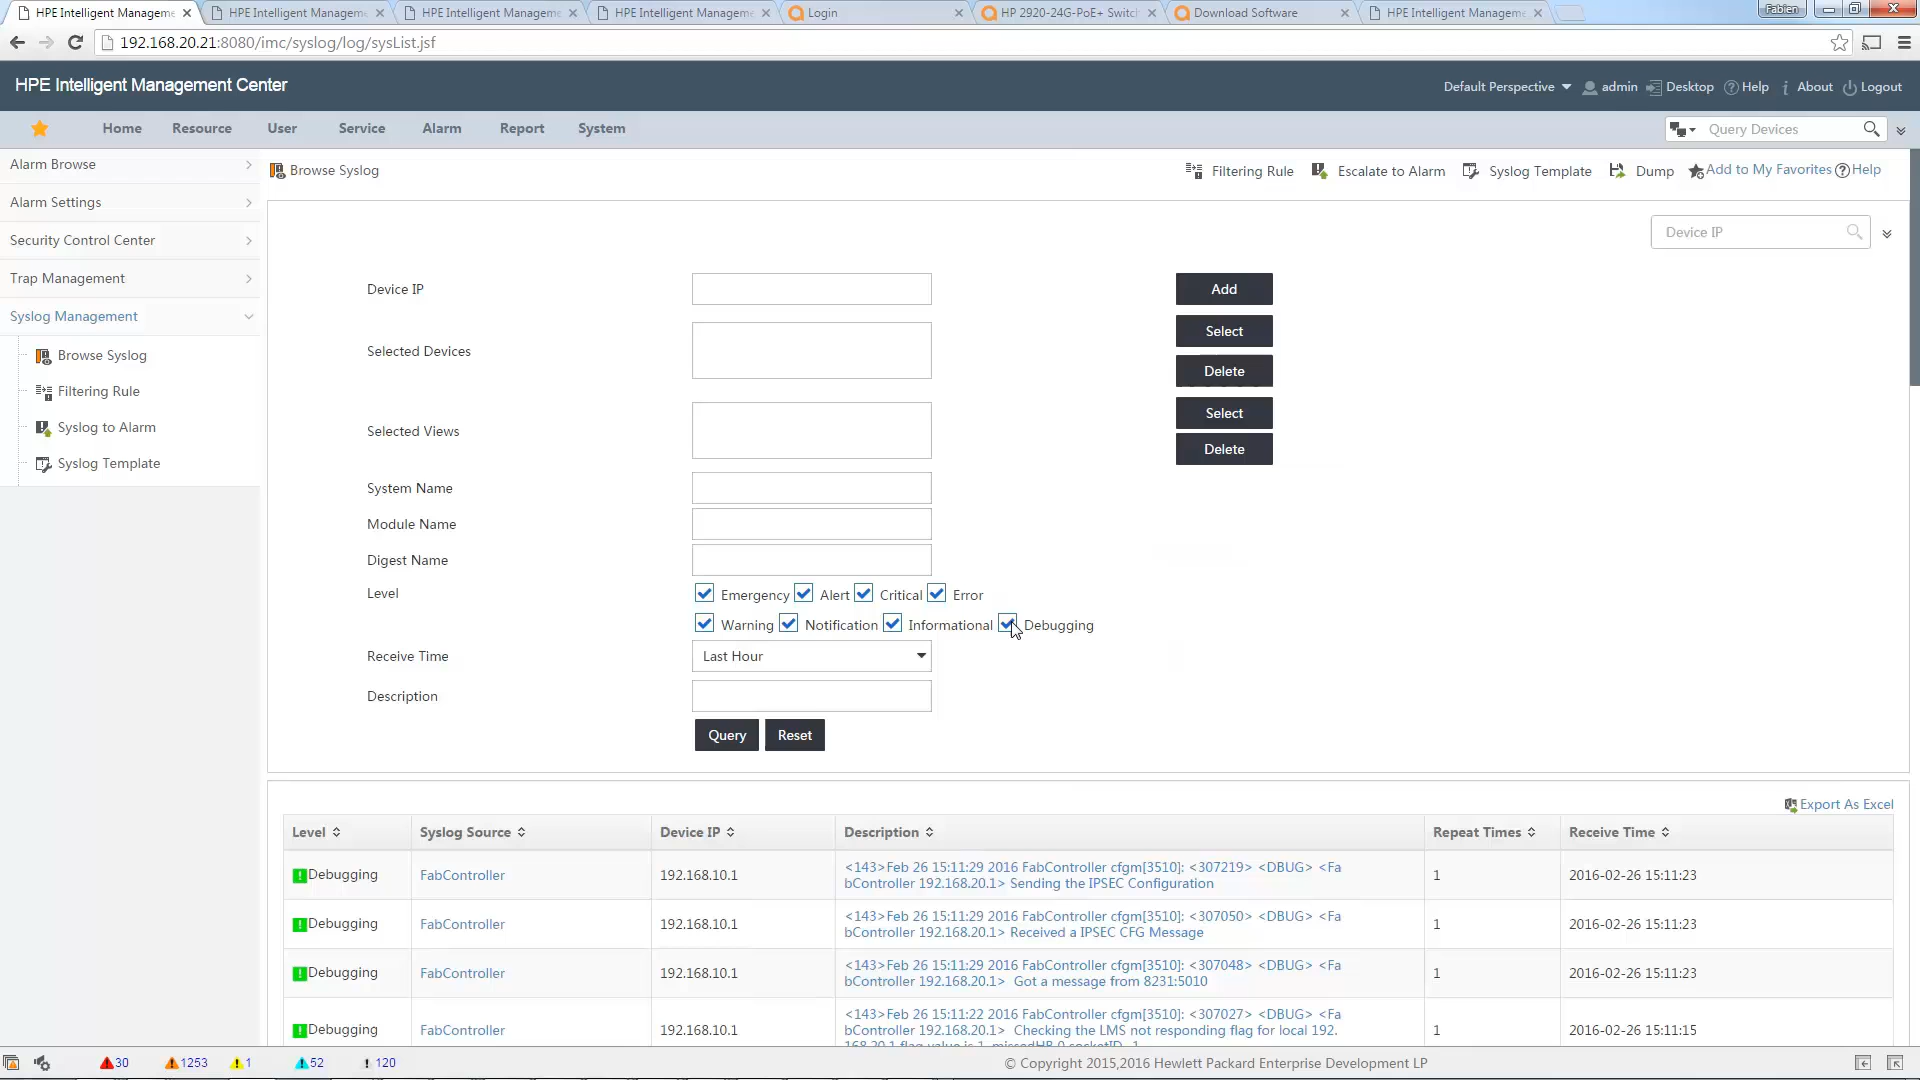 HPE Intelligent Manageme
HPE Intelligent Manageme
HPE Intelligent Manageme
HPE Intelligent Manageme
Login
HP 2920-24G-PoE+ Switch
Download Software
HPE Intelligent Manageme
Fabien
192.168.20.21:8080/imc/syslog/log/sysList.jsf
HPE Intelligent Management Center
Default Perspective admin Desktop Help About Logout
Home Resource User Service Alarm Report System
Query Devices
Alarm Browse
Alarm Settings
Security Control Center
Trap Management
Syslog Management
Browse Syslog
Filtering Rule
Syslog to Alarm
Syslog Template
Browse Syslog
Filtering Rule Escalate to Alarm Syslog Template Dump Add to My Favorites Help
Device IP
Device IP Add
Select
Selected Devices
Delete
Select
Selected Views
Delete
System Name
Module Name
Digest Name
Level Emergency Alert Critical Error
Warning Notification Informational Debugging
Receive Time Last Hour
Description
Query Reset
Export As Excel
Level Syslog Source Device IP Description Repeat Times Receive Time
Debugging FabController 192.168.10.1 <143>Feb 26 15:11:29 2016 FabController cfgm[3510]: <307219> <DBUG> <Fa
bController 192.168.20.1> Sending the IPSEC Configuration 1 2016-02-26 15:11:23
Debugging FabController 192.168.10.1 <143>Feb 26 15:11:29 2016 FabController cfgm[3510]: <307050> <DBUG> <Fa
bController 192.168.20.1> Received a IPSEC CFG Message 1 2016-02-26 15:11:23
Debugging FabController 192.168.10.1 <143>Feb 26 15:11:29 2016 FabController cfgm[3510]: <307048> <DBUG> <Fa
bController 192.168.20.1> Got a message from 8231:5010 1 2016-02-26 15:11:23
Debugging FabController 192.168.10.1 <143>Feb 26 15:11:22 2016 FabController cfgm[3510]: <307027> <DBUG> <Fa
bController 192.168.20.1> Checking the LMS not responding flag for local 192. 1 2016-02-26 15:11:15
30 1253 1 52 120
© Copyright 2015,2016 Hewlett Packard Enterprise Development LP